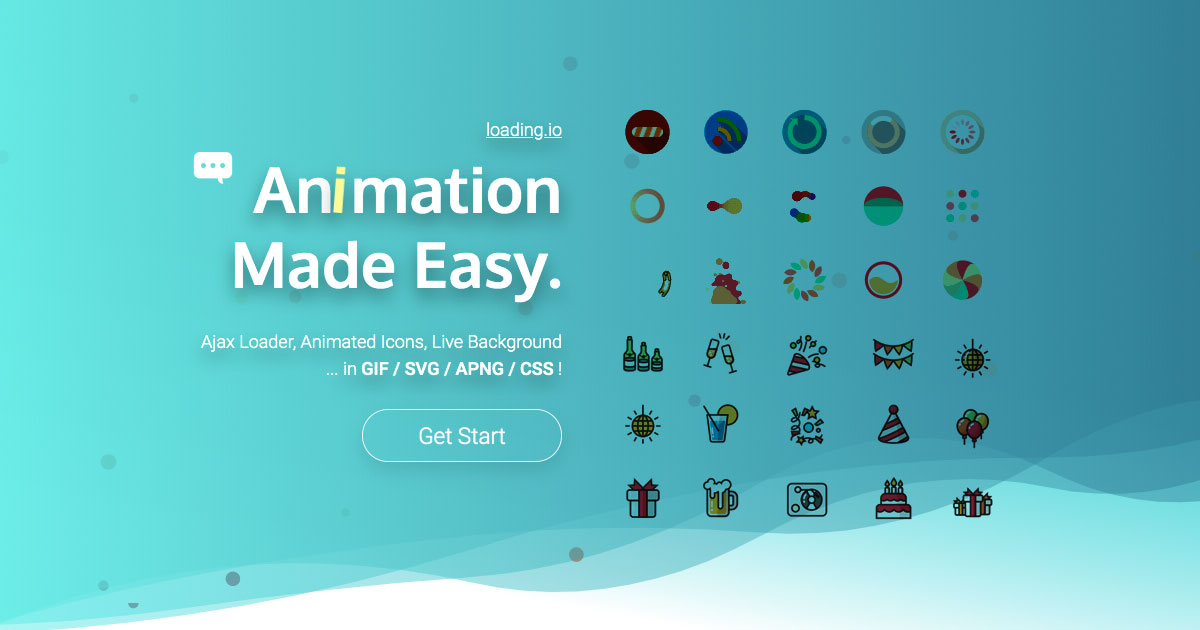 loading.io
Animation
Made Easy.
Ajax Loader, Animated Icons, Live Background
... in GIF / SVG / APNG / CSS !
Get Start